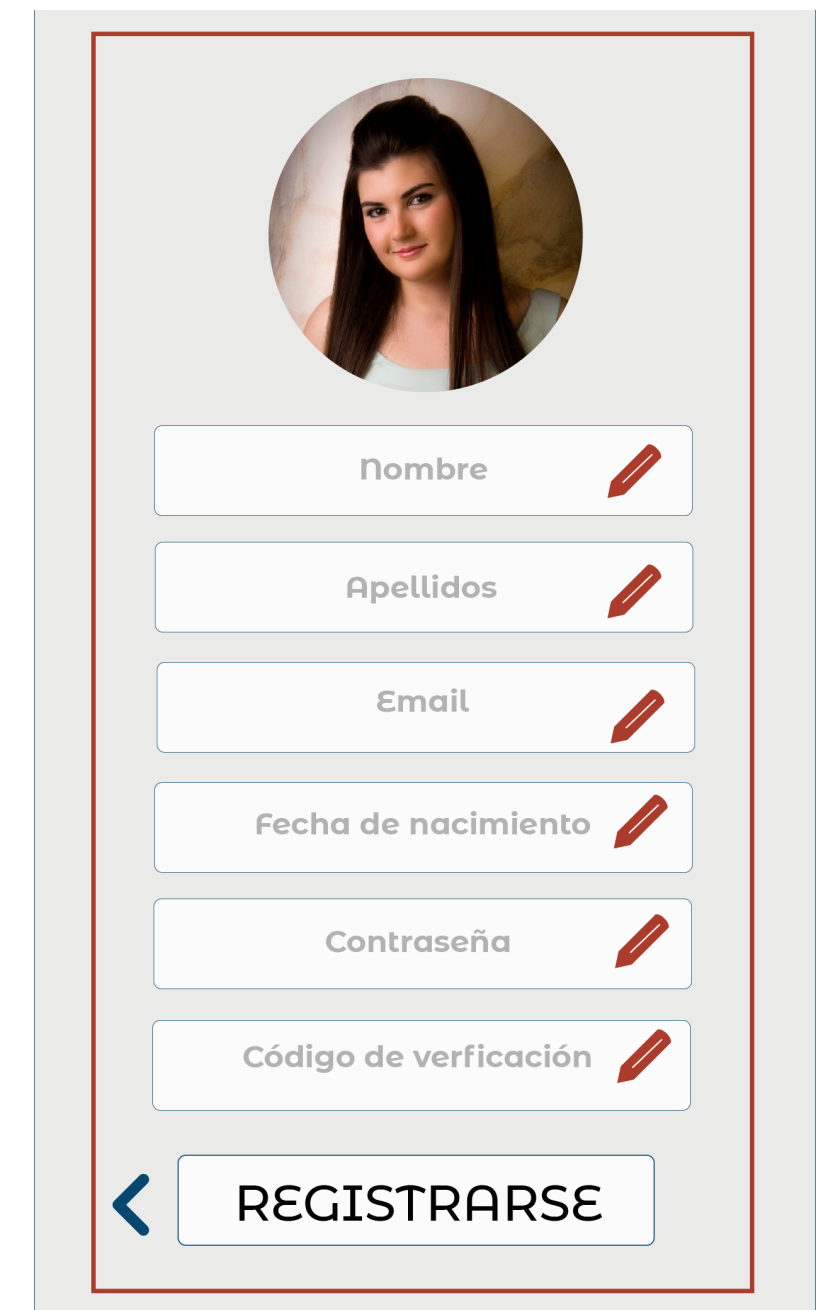 Nombre
Apellidos
Email
Fecha de nacimiento
Contraseña
Código de verficación
REGISTRARSE